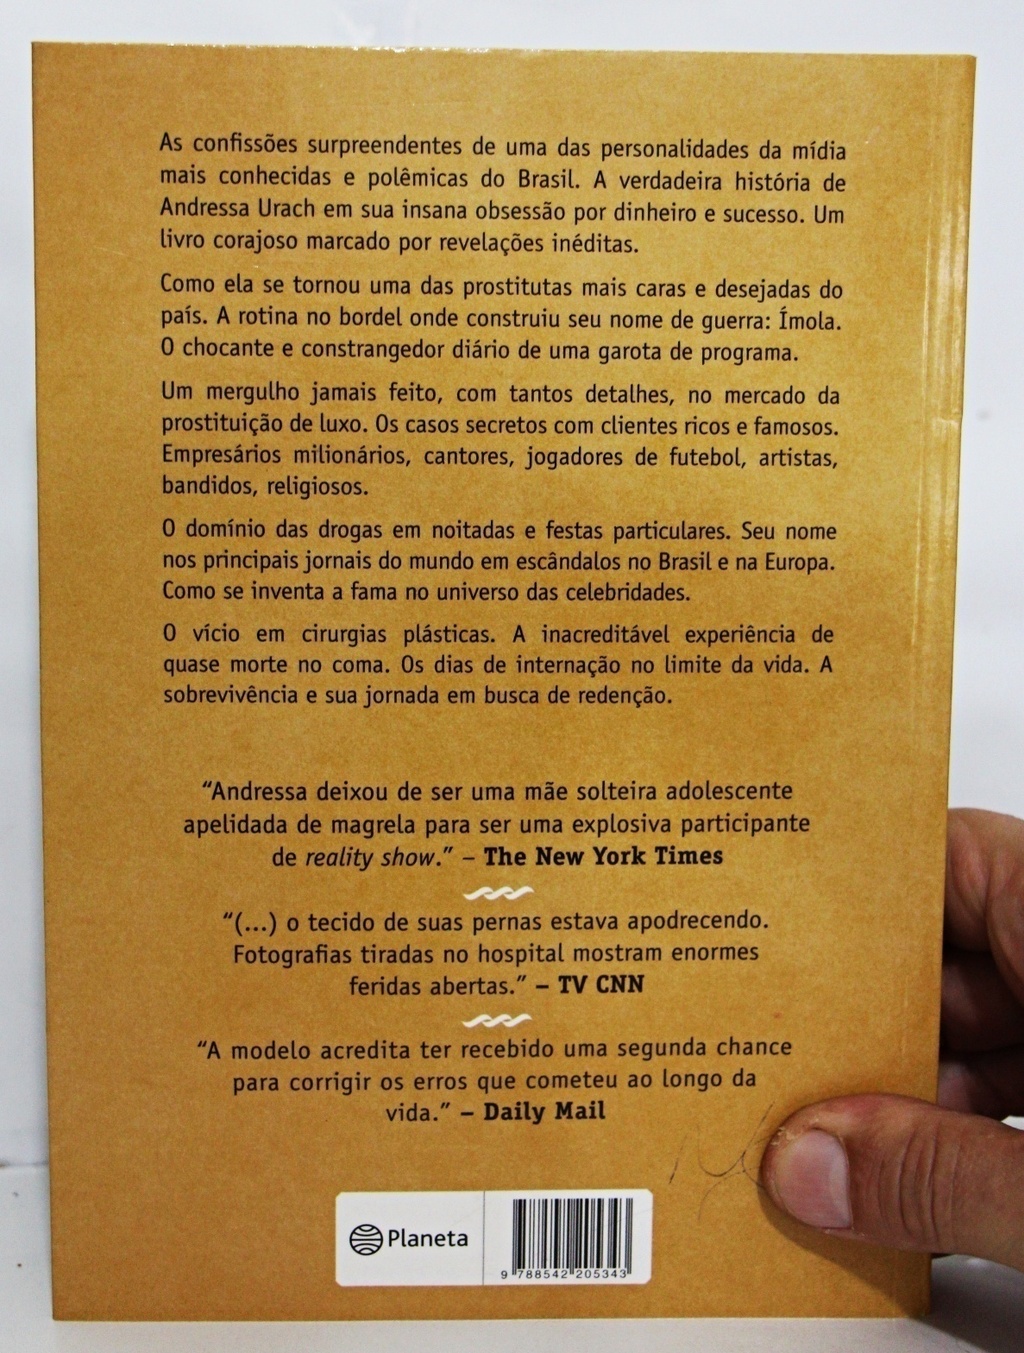 As confissões surpreendentes de uma das personalidades da mídia
mais conhecidas e polêmicas do Brasil. A verdadeira história de
Andressa Urach em sua insana obsessão por dinheiro e sucesso. Um
livro corajoso marcado por revelações inéditas.
Como ela se tornou uma das prostitutas mais caras e desejadas do
país. A rotina no bordel onde construiu seu nome de guerra: Ímola.
O chocante e constrangedor diário de uma garota de programa.
Um mergulho jamais feito, com tantos detalhes, no mercado da
prostituição de luxo. Os casos secretos com clientes ricos e famosos.
Empresários milionários, cantores, jogadores de futebol, artistas,
bandidos, religiosos.
O domínio das drogas em noitadas e festas particulares. Seu nome
nos principais jornais do mundo em escândalos no Brasil e na Europa.
Como se inventa a fama no universo das celebridades.
O vício em cirurgias plásticas. A inacreditável experiência de
quase morte no coma. Os dias de internação no limite da vida. A
sobrevivência e sua jornada em busca de redenção.
“Andressa deixou de ser uma mãe solteira adolescente
apelidada de magrela para ser uma explosiva participante
de reality show.” – The New York Times
“(...) o tecido de suas pernas estava apodrecendo.
Fotografias tiradas no hospital mostram enormes
feridas abertas.” – TV CNN
“A modelo acredita ter recebido uma segunda chance
para corrigir os erros que cometeu ao longo da
vida.” – Daily Mail
Planeta
9 788542 205343